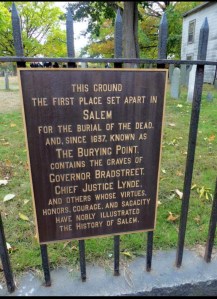 THIS GROUND
THE FIRST PLACE SET APART IN
SALEM
FOR THE BURIAL OF THE DEAD,
AND, SINCE 1637, KNOWN AS
THE BURYING POINT,
CONTAINS THE GRAVES OF
GOVERNOR BRADSTREET,
CHIEF JUSTICE LYNDE,
AND OTHERS WHOSE VIRTUES,
HONORS, COURAGE, AND SAGACITY
HAVE NOBLY ILLUSTRATED
THE HISTORY OF SALEM.